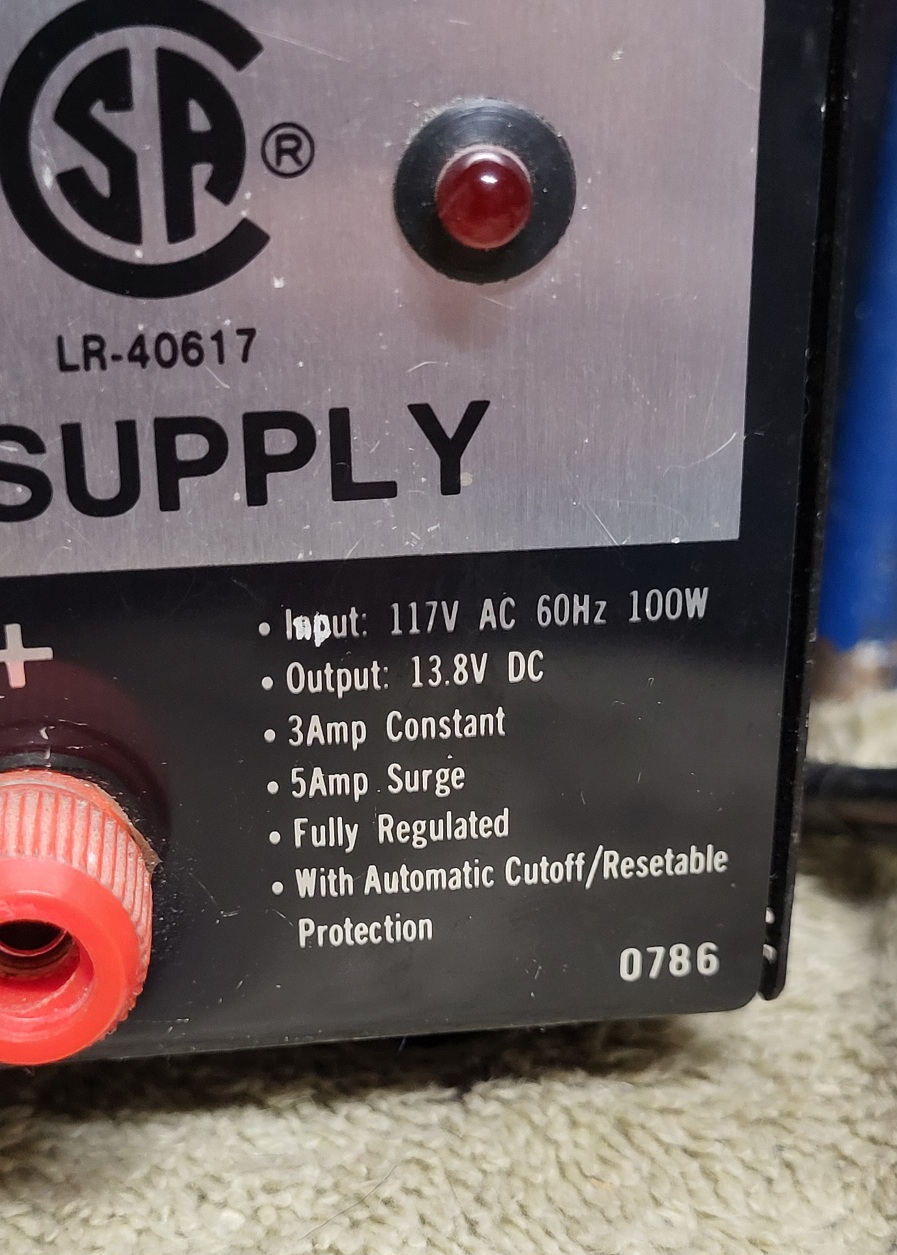 CSA ®
LR-40617
SUPPLY
+
• Input: 117V AC 60Hz 100W
• Output: 13.8V DC
• 3Amp Constant
• 5Amp Surge
• Fully Regulated
• With Automatic Cutoff/Resetable
Protection
0786